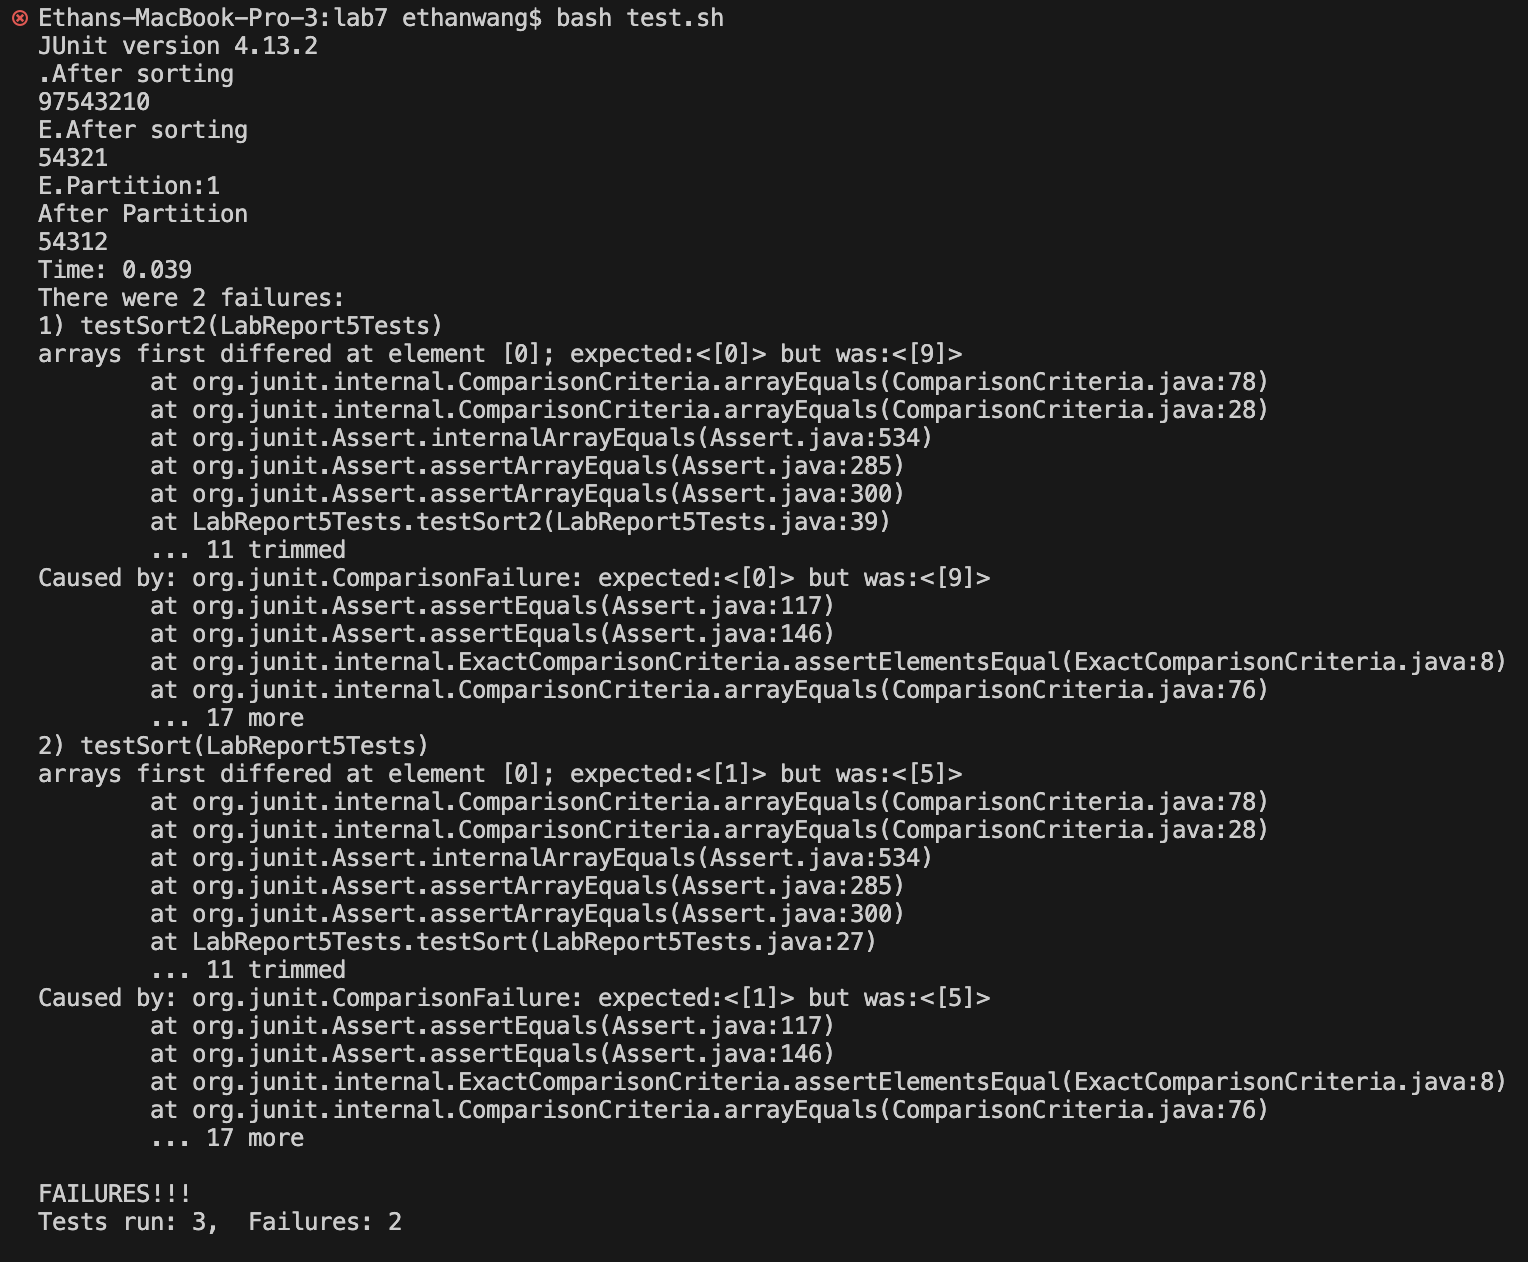 Ethans-MacBook-Pro-3:lab7 ethanwang$ bash test.sh
JUnit version 4.13.2
.After sorting
97543210
E.After sorting
54321
E.Partition:1
After Partition
54312
Time: 0.039
There were 2 failures:
1) testSort2(LabReport5Tests)
arrays first differed at element [0]; expected:<[0]> but was:<[9]>
        at org.junit.internal.ComparisonCriteria.arrayEquals(ComparisonCriteria.java:78)
        at org.junit.internal.ComparisonCriteria.arrayEquals(ComparisonCriteria.java:28)
        at org.junit.Assert.internalArrayEquals(Assert.java:534)
        at org.junit.Assert.assertArrayEquals(Assert.java:285)
        at org.junit.Assert.assertArrayEquals(Assert.java:300)
        at LabReport5Tests.testSort2(LabReport5Tests.java:39)
        ... 11 trimmed
Caused by: org.junit.ComparisonFailure: expected:<[0]> but was:<[9]>
        at org.junit.Assert.assertEquals(Assert.java:117)
        at org.junit.Assert.assertEquals(Assert.java:146)
        at org.junit.internal.ExactComparisonCriteria.assertElementsEqual(ExactComparisonCriteria.java:8)
        at org.junit.internal.ComparisonCriteria.arrayEquals(ComparisonCriteria.java:76)
        ... 17 more
2) testSort(LabReport5Tests)
arrays first differed at element [0]; expected:<[1]> but was:<[5]>
        at org.junit.internal.ComparisonCriteria.arrayEquals(ComparisonCriteria.java:78)
        at org.junit.internal.ComparisonCriteria.arrayEquals(ComparisonCriteria.java:28)
        at org.junit.Assert.internalArrayEquals(Assert.java:534)
        at org.junit.Assert.assertArrayEquals(Assert.java:285)
        at org.junit.Assert.assertArrayEquals(Assert.java:300)
        at LabReport5Tests.testSort(LabReport5Tests.java:27)
        ... 11 trimmed
Caused by: org.junit.ComparisonFailure: expected:<[1]> but was:<[5]>
        at org.junit.Assert.assertEquals(Assert.java:117)
        at org.junit.Assert.assertEquals(Assert.java:146)
        at org.junit.internal.ExactComparisonCriteria.assertElementsEqual(ExactComparisonCriteria.java:8)
        at org.junit.internal.ComparisonCriteria.arrayEquals(ComparisonCriteria.java:76)
        ... 17 more
FAILURES!!!
Tests run: 3,  Failures: 2